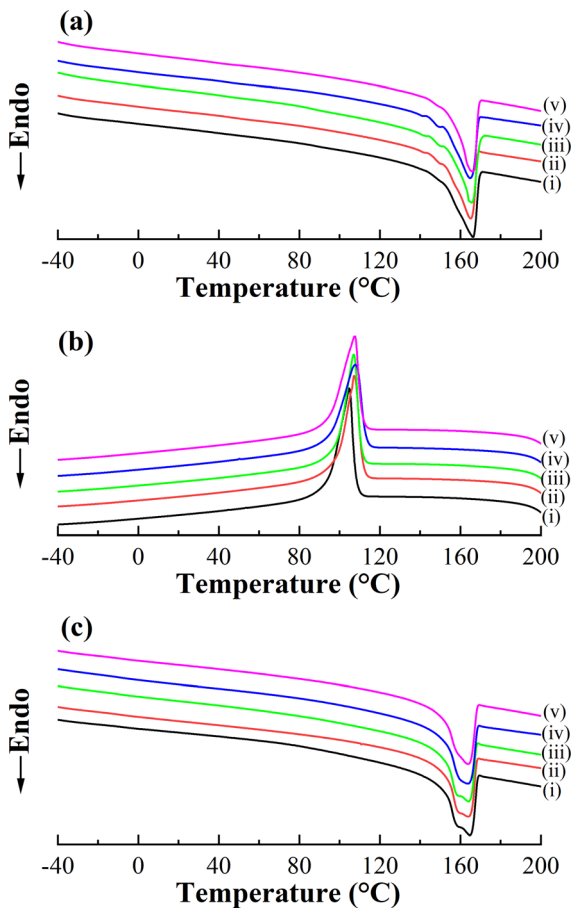 (a)
Endo
(v)
(iv)
(iii)
(ii)
(i)
-40 0 40 80 120 160 200
Temperature (°C)
(b)
Endo
(v)
(iv)
(iii)
(ii)
(i)
-40 0 40 80 120 160 200
Temperature (°C)
(c)
Endo
(v)
(iv)
(iii)
(ii)
(i)
-40 0 40 80 120 160 200
Temperature (°C)